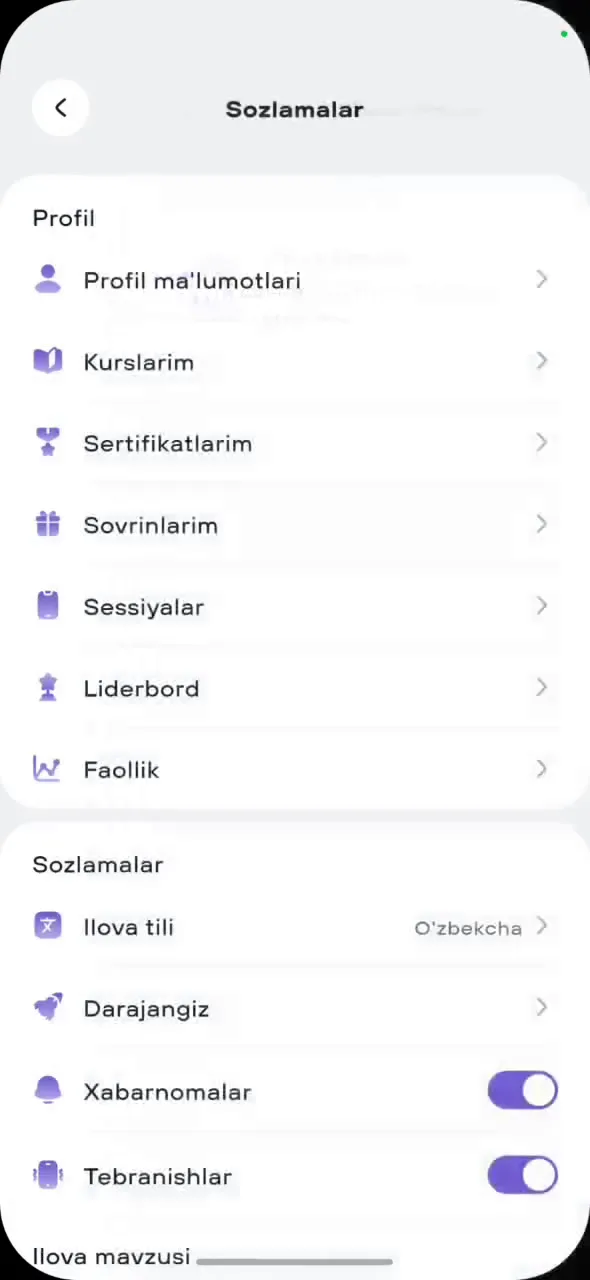 Sozlamalar
Profil
Profil ma'lumotlari
Kurslarim
Sertifikatlarim
Sovrinlarim
Sessiyalar
Liderbord
Faollik
Sozlamalar
Ilova tili O'zbekcha
Darajangiz
Xabarnomalar
Tebranishlar
Ilova mavzusi